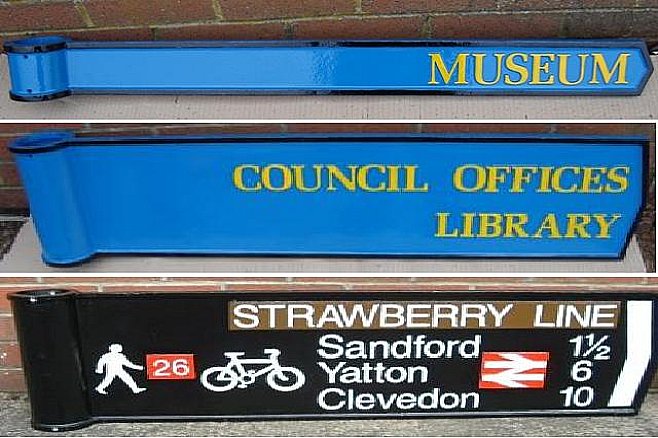 MUSEUM
COUNCIL OFFICES
LIBRARY
STRAWBERRY LINE
26
Sandford 1½
Yatton 6
Clevedon 10